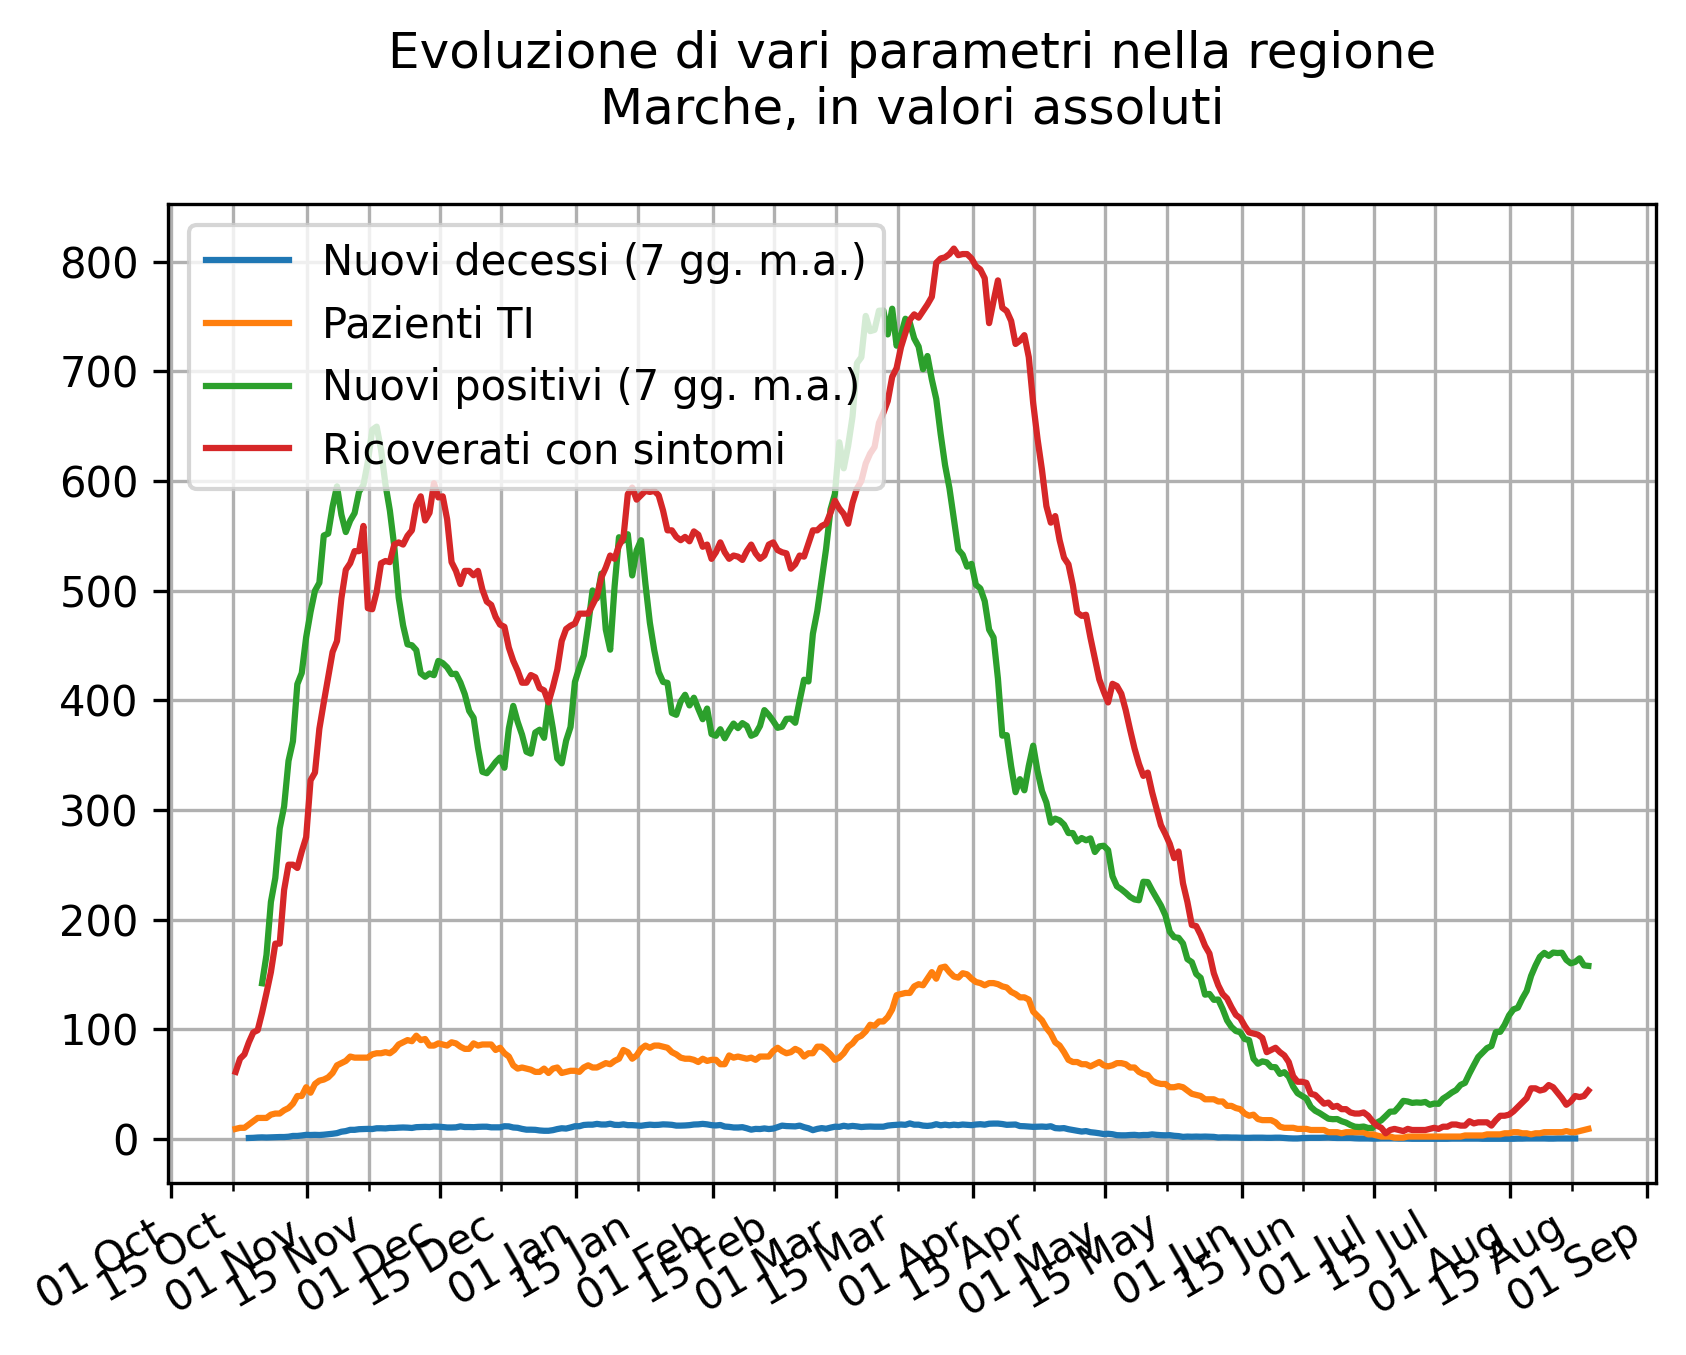 Evoluzione di vari parametri nella regione
Marche, in valori assoluti
Nuovi decessi (7 gg. m.a.)
Pazienti TI
Nuovi positivi (7 gg. m.a.)
Ricoverati con sintomi
800
700
600
500
400
300
200
100
0
01 Oct
15 Oct
01 Nov
15 Nov
01 Dec
15 Dec
01 Jan
15 Jan
01 Feb
15 Feb
01 Mar
15 Mar
01 Apr
15 Apr
01 May
15 May
01 Jun
15 Jun
01 Jul
15 Jul
01 Aug
15 Aug
01 Sep